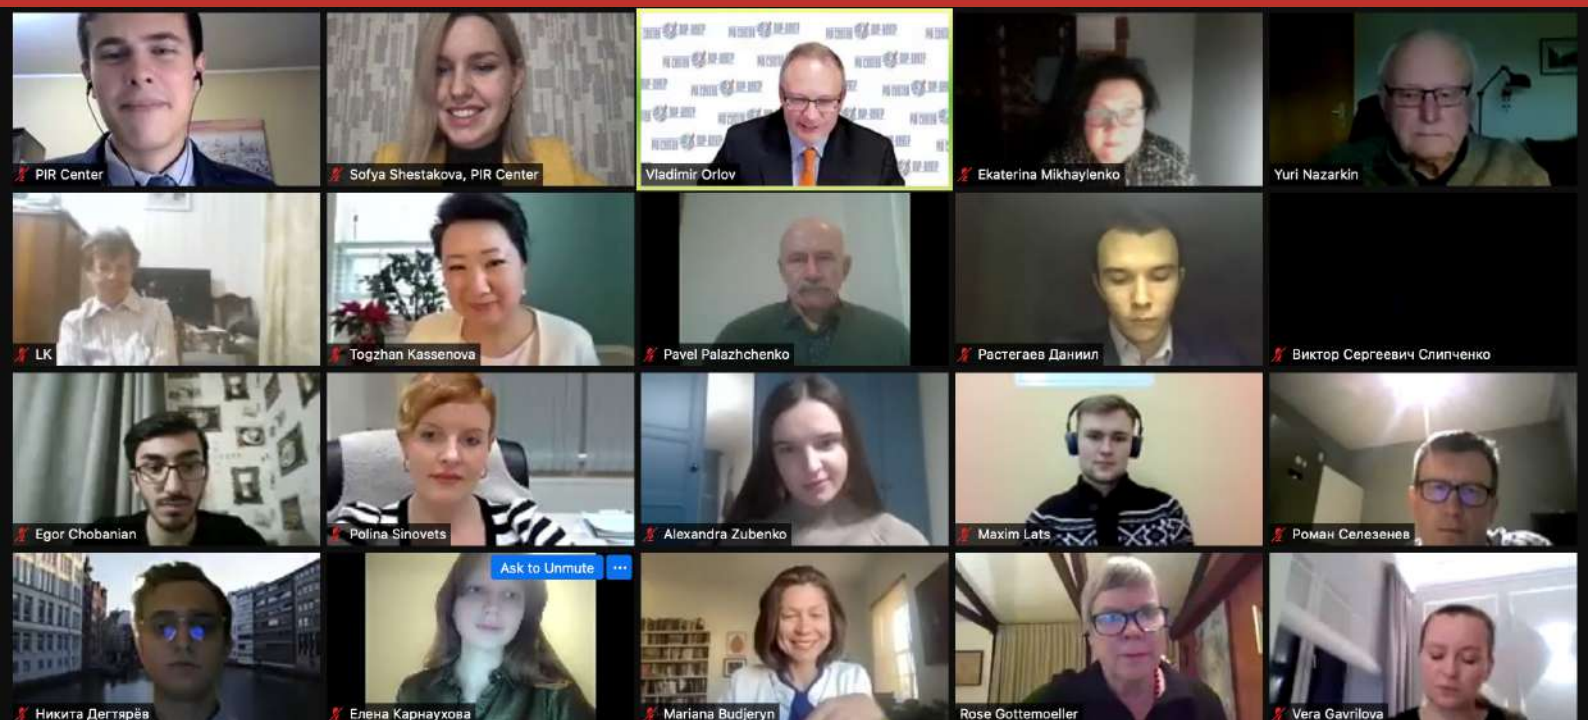 PIR Center
Sofya Shestakova, PIR Center
Vladimir Orlov
Ekaterina Mikhaylenko
Yuri Nazarkin
LK
Togzhan Kassenova
Pavel Palazhchenko
Растегаев Даниил
Виктор Сергеевич Слипченко
Egor Chobanian
Polina Sinovets
Alexandra Zubenko
Maxim Lats
Роман Селезенев
Ask to Unmute
Никита Дегтярёв
Елена Карнаухова
Mariana Budjeryn
Rose Gottemoeller
Vera Gavrilova